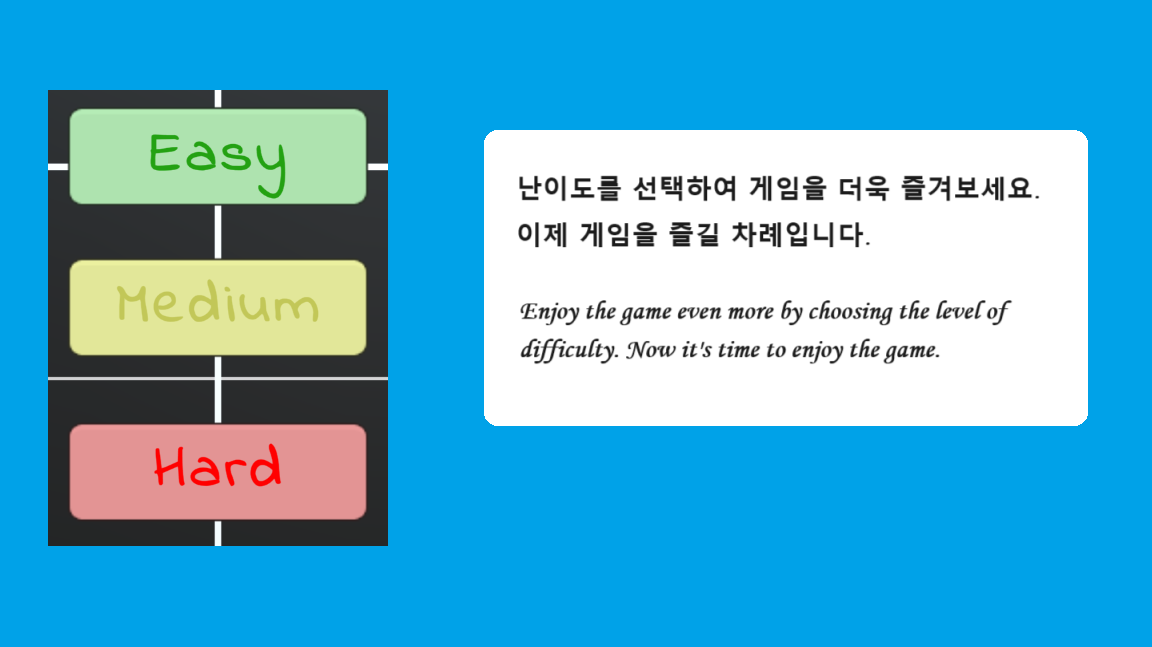 Easy
Medium
Hard
난이도를 선택하여 게임을 더욱 즐겨보세요.
이제 게임을 즐길 차례입니다.
Enjoy the game even more by choosing the level of
difficulty. Now it's time to enjoy the game.